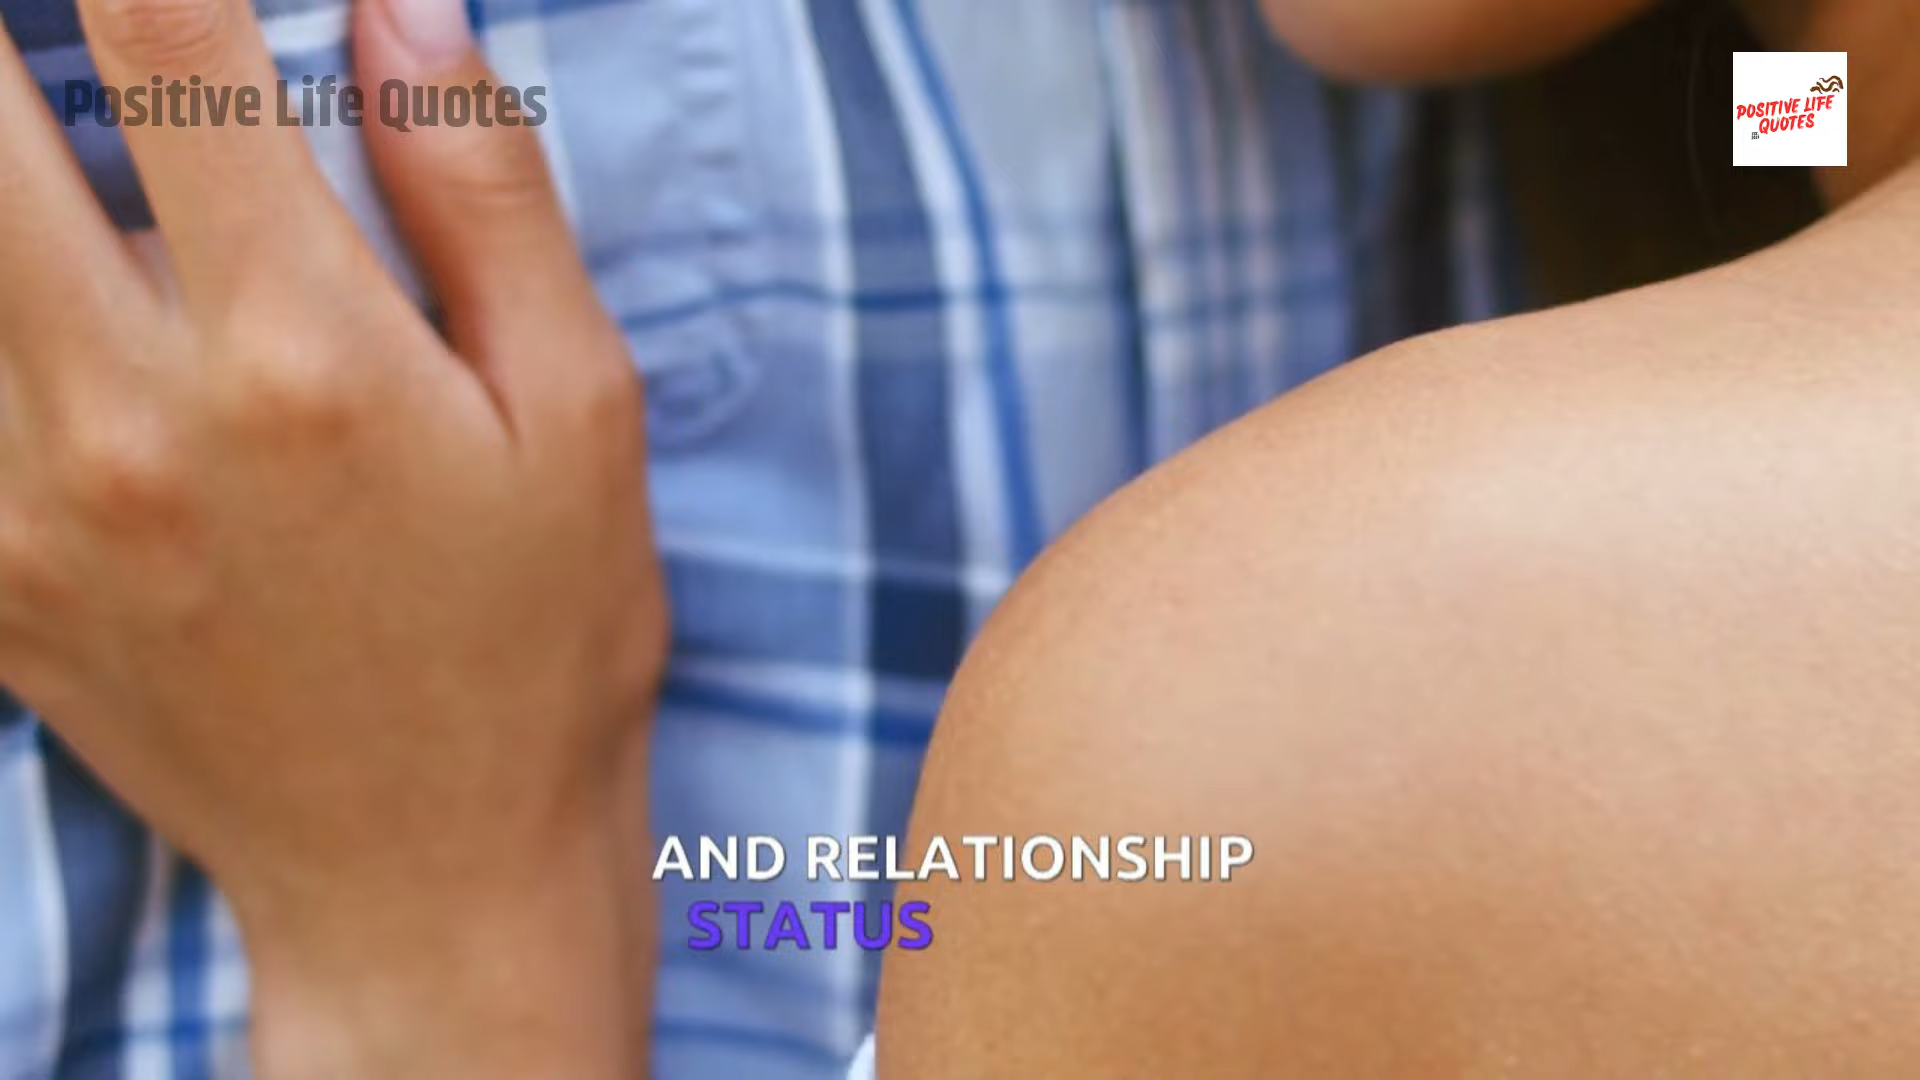 Positive Life Quotes
POSITIVE LIFE
QUOTES
AND RELATIONSHIP
STATUS